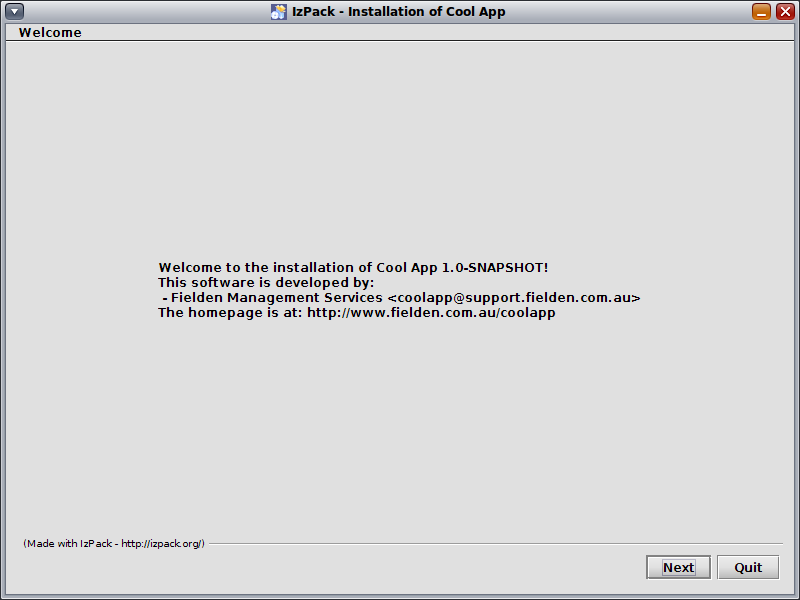 IzPack - Installation of Cool App
Welcome
Welcome to the installation of Cool App 1.0-SNAPSHOT!
This software is developed by:
- Fielden Management Services <coolapp@support.fielden.com.au>
The homepage is at: http://www.fielden.com.au/coolapp
(Made with IzPack - http://izpack.org/)
Next Quit